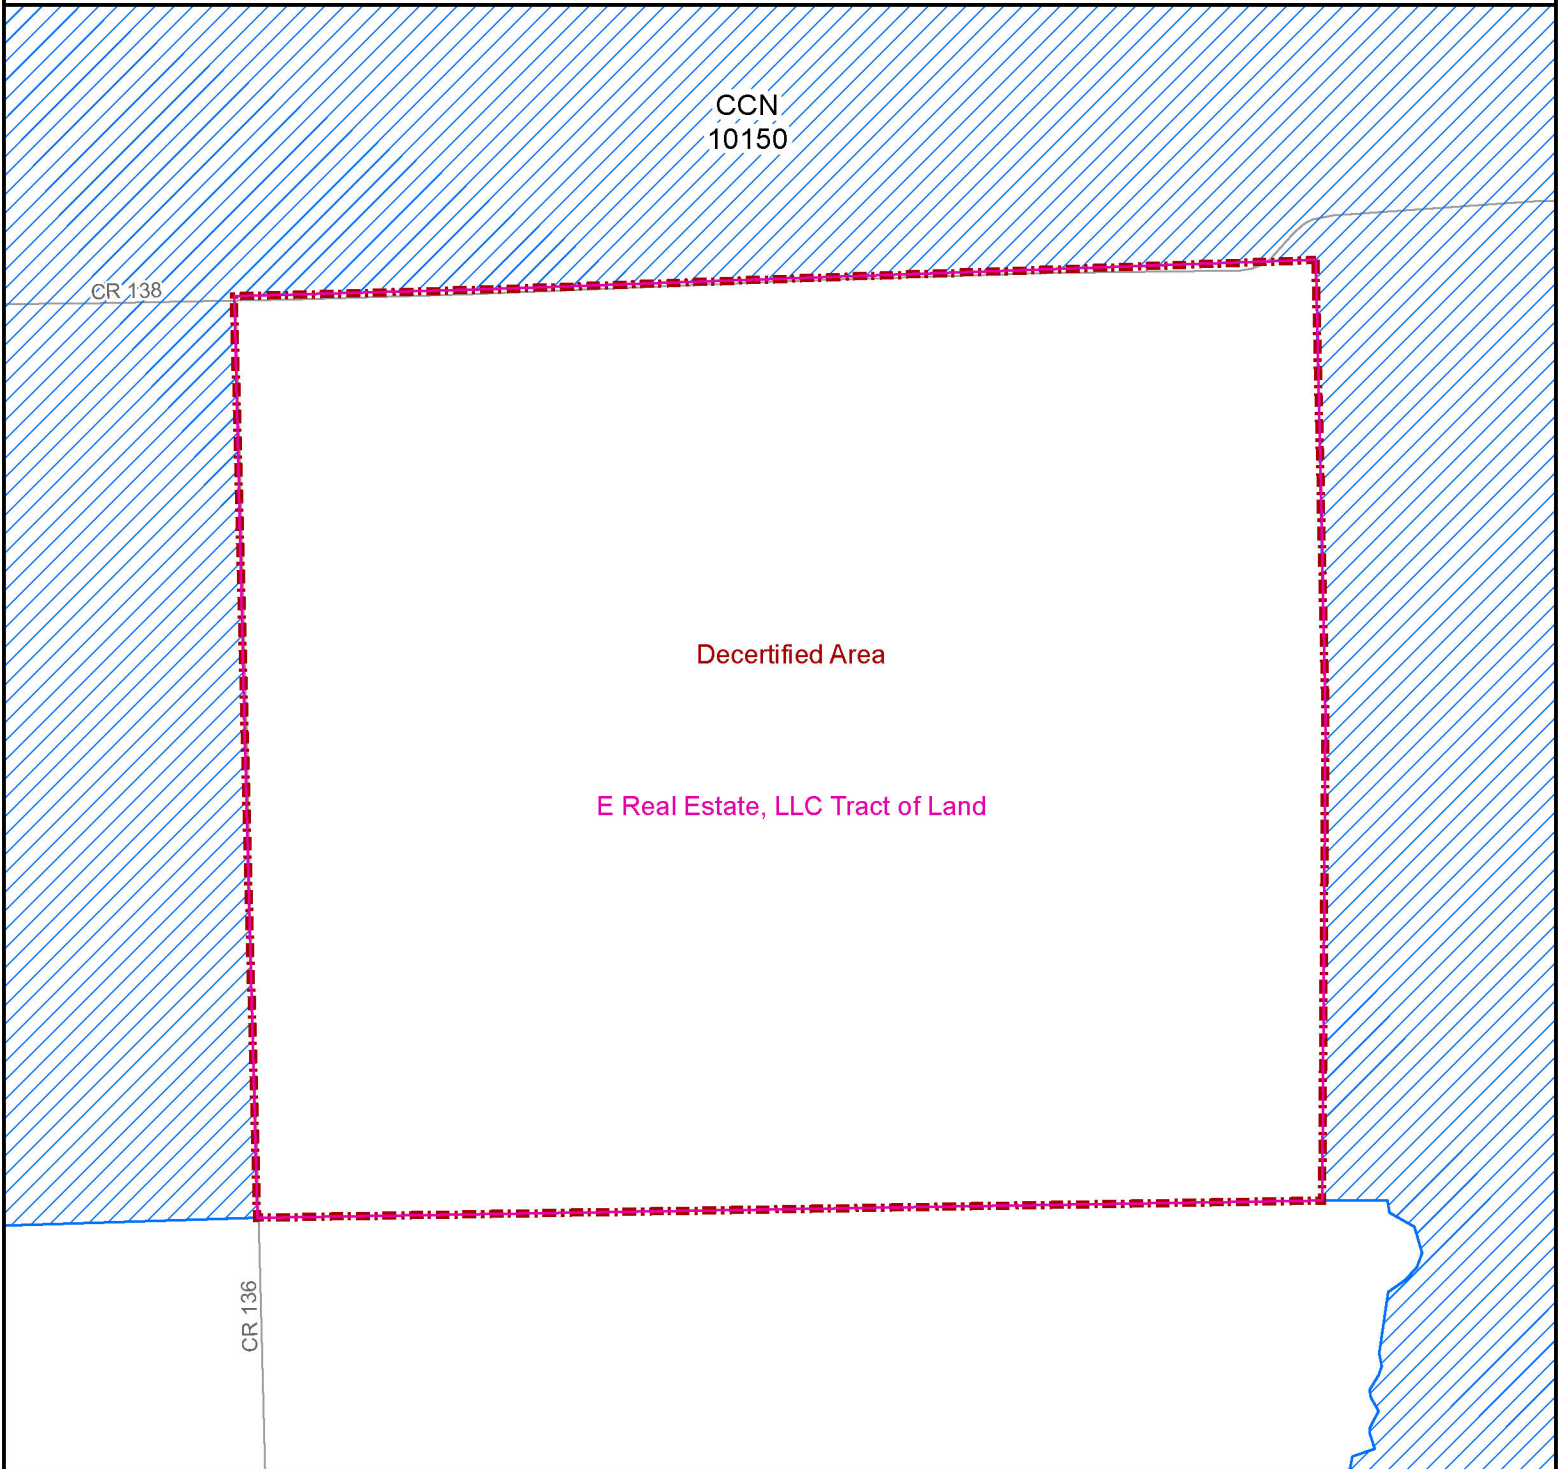 CCN
10150
CR 138
Decertified Area
E Real Estate, LLC Tract of Land
CR 136